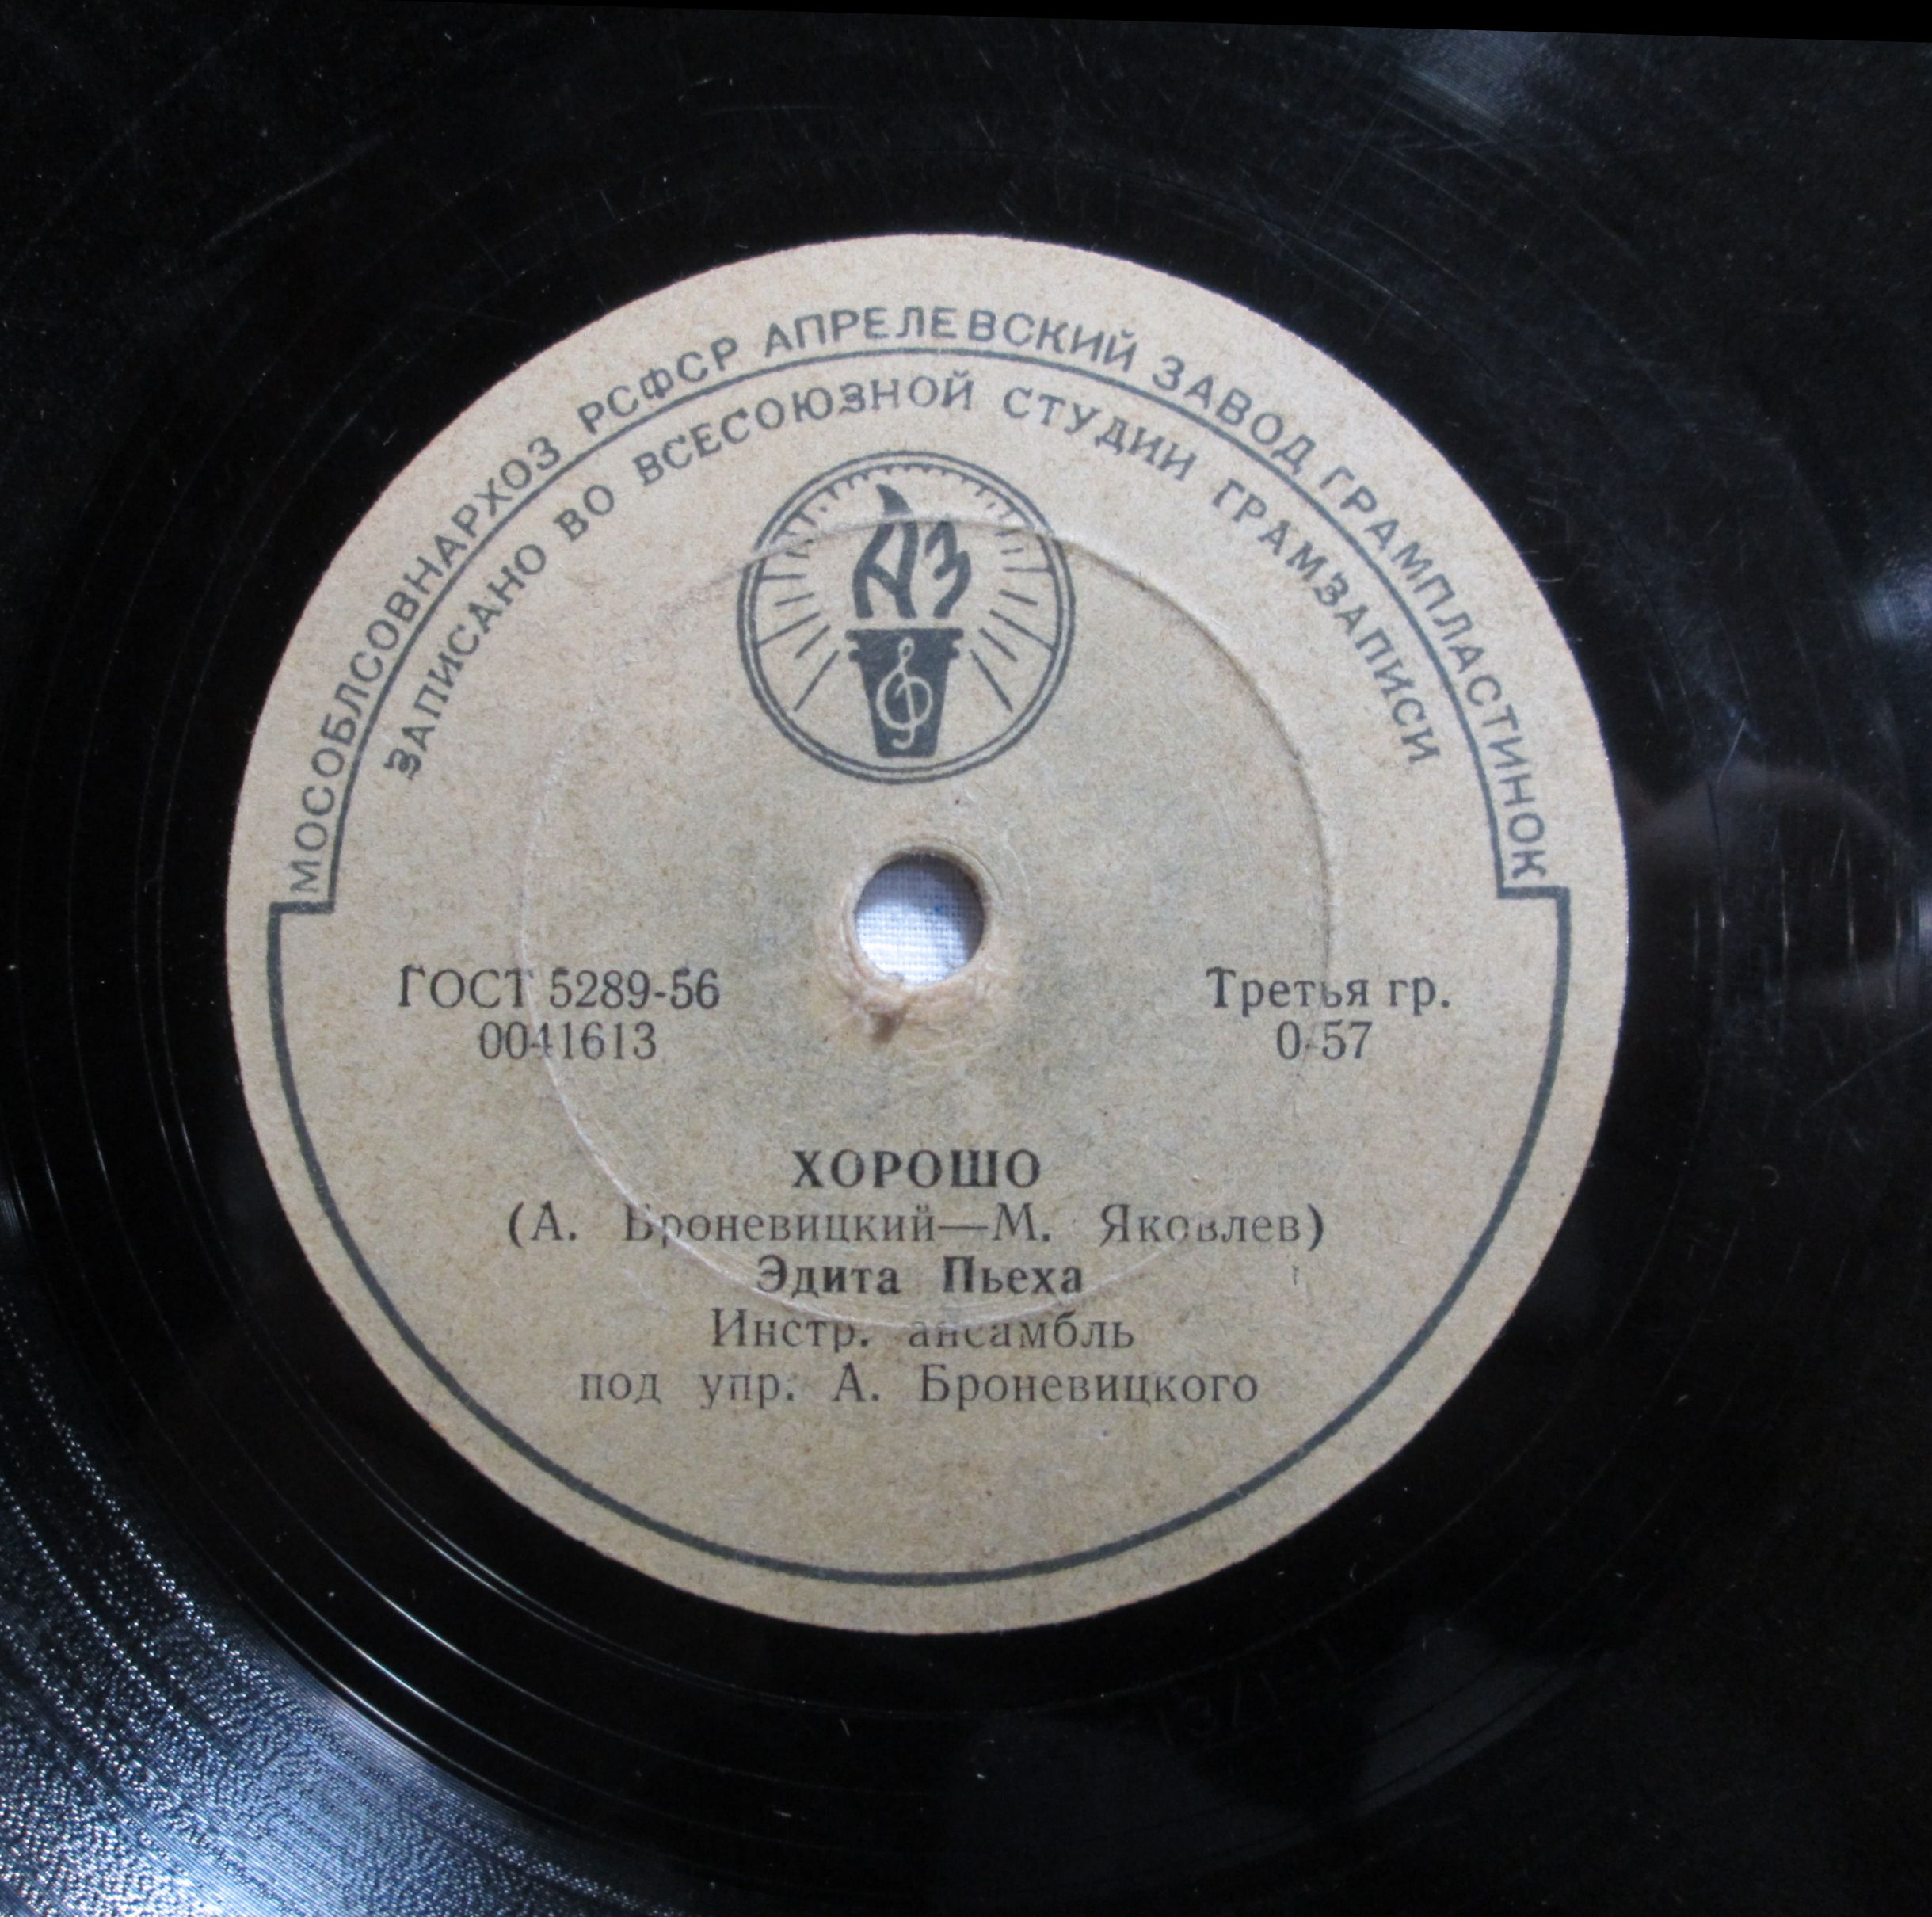 МОСОБЛСОВНАРХОЗ РСФСР АПРЕЛЕВСКИЙ ЗАВОД ГРАМПЛАСТИНОК
ЗАПИСАНО ВО ВСЕСОЮЗНОЙ СТУДИИ ГРАМЗАПИСИ
АЗ
ГОСТ 5289-56
0041613
Третья гр.
0-57
ХОРОШО
(А. Броневицкий—М. Яковлев)
Эдита Пьеха
Инстр. ансамбль
под упр. А. Броневицкого